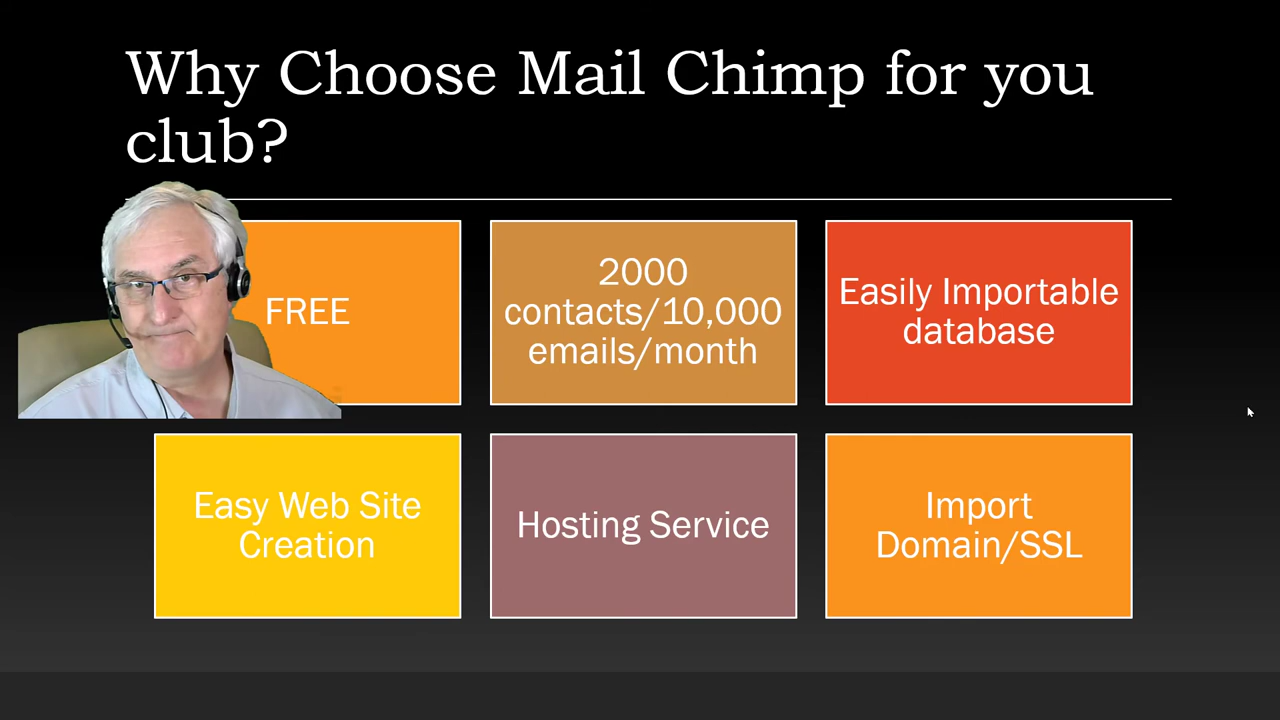 Why Choose Mail Chimp for you
club?
FREE
2000
contacts/10,000
emails/month
Easily Importable
database
Easy Web Site
Creation
Hosting Service
Import
Domain/SSL